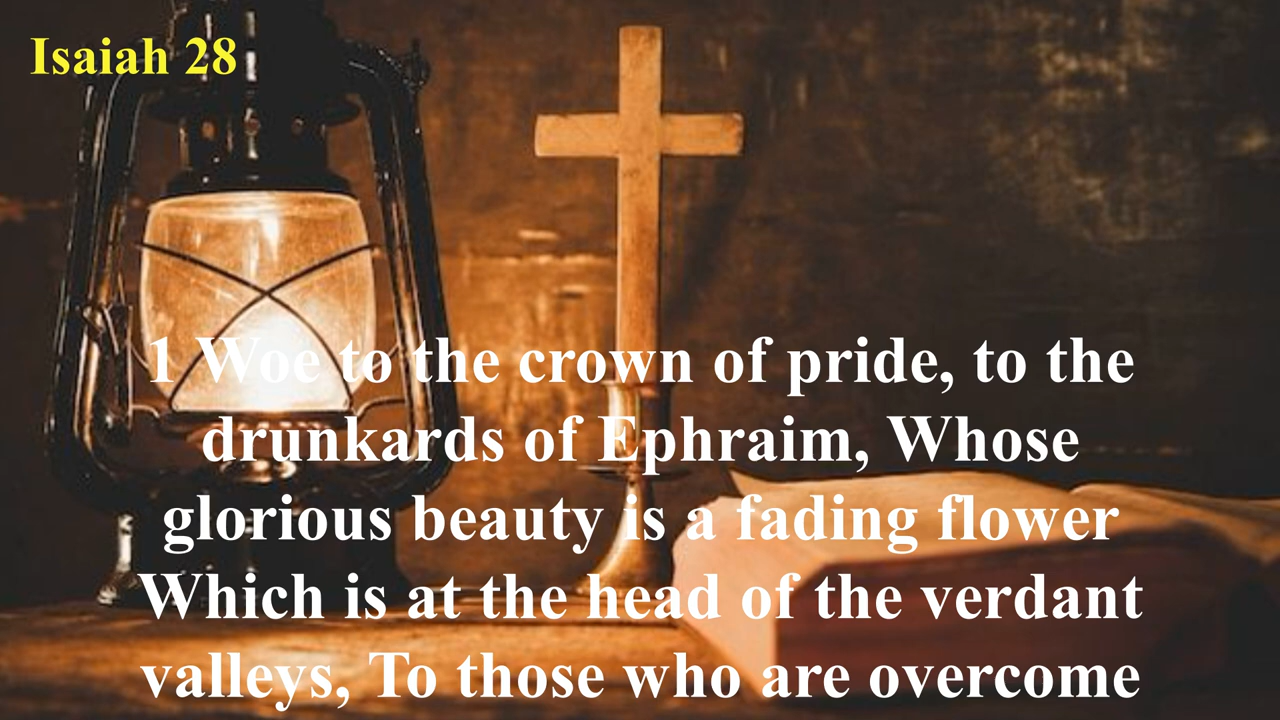 Isaiah 28
1 Woe to the crown of pride, to the
drunkards of Ephraim, Whose
glorious beauty is a fading flower
Which is at the head of the verdant
valleys, To those who are overcome